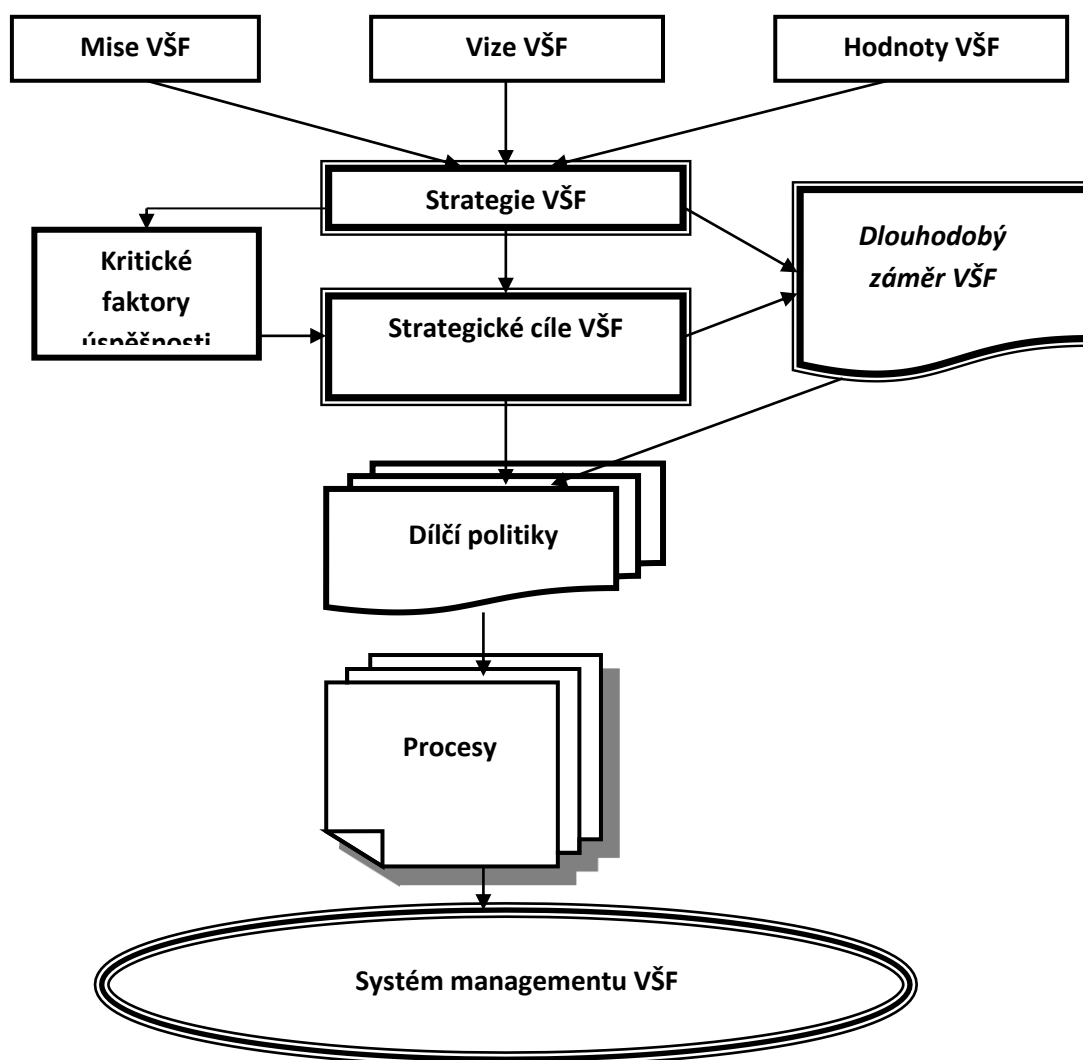 Mise VŠF
Vize VŠF
Hodnoty VŠF
Strategie VŠF
Dlouhodobý
záměr VŠF
Kritické
faktory
úspěšnosti
Strategické cíle VŠF
Dílčí politiky
Procesy
Systém managementu VŠF